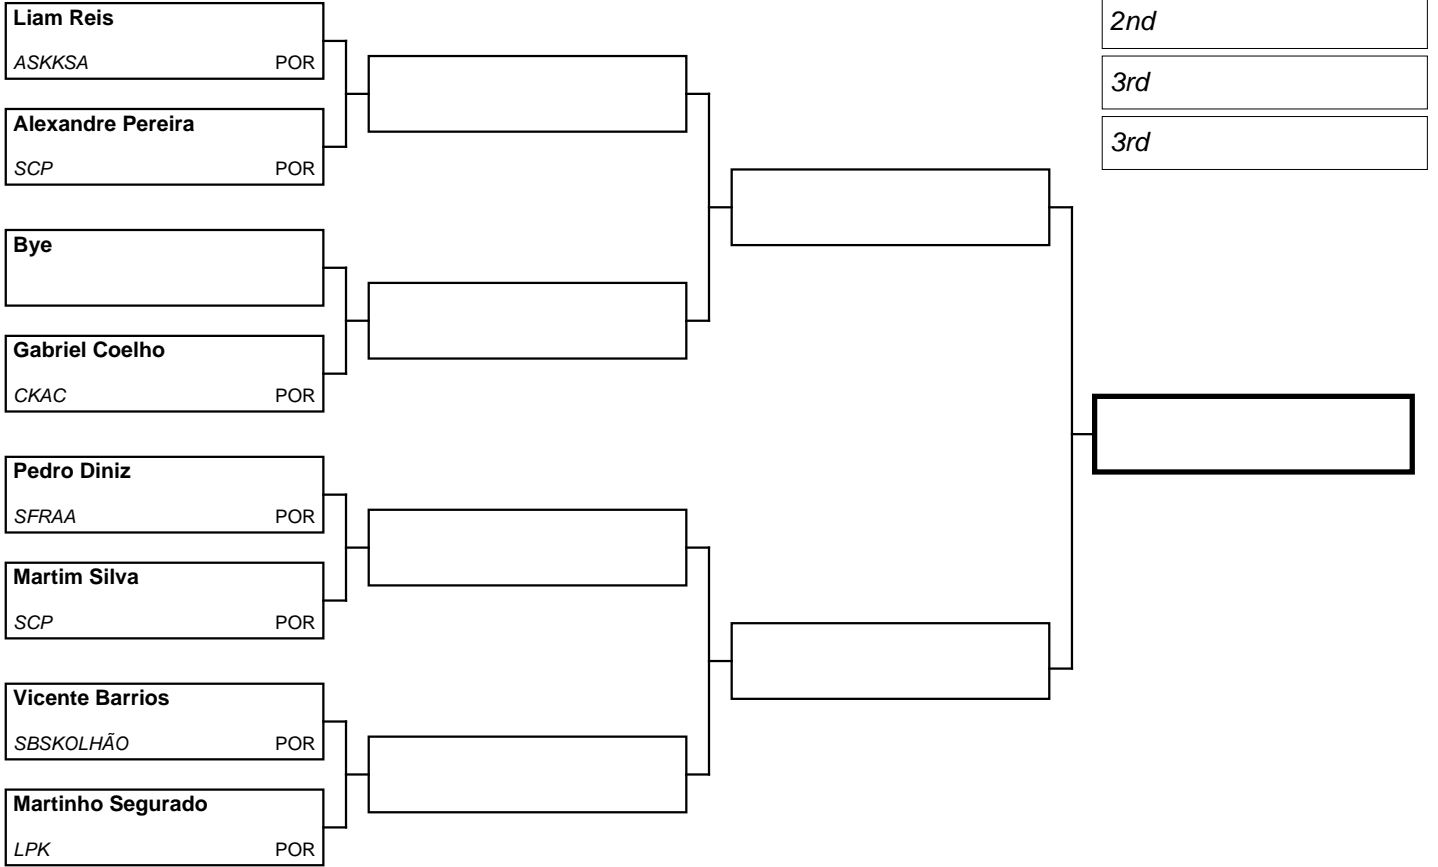 Liam Reis
ASKKSA POR
Alexandre Pereira
SCP POR
Bye
Gabriel Coelho
CKAC POR
Pedro Diniz
SFRAA POR
Martim Silva
SCP POR
Vicente Barrios
SBSKOLHÃO POR
Martinho Segurado
LPK POR
2nd
3rd
3rd